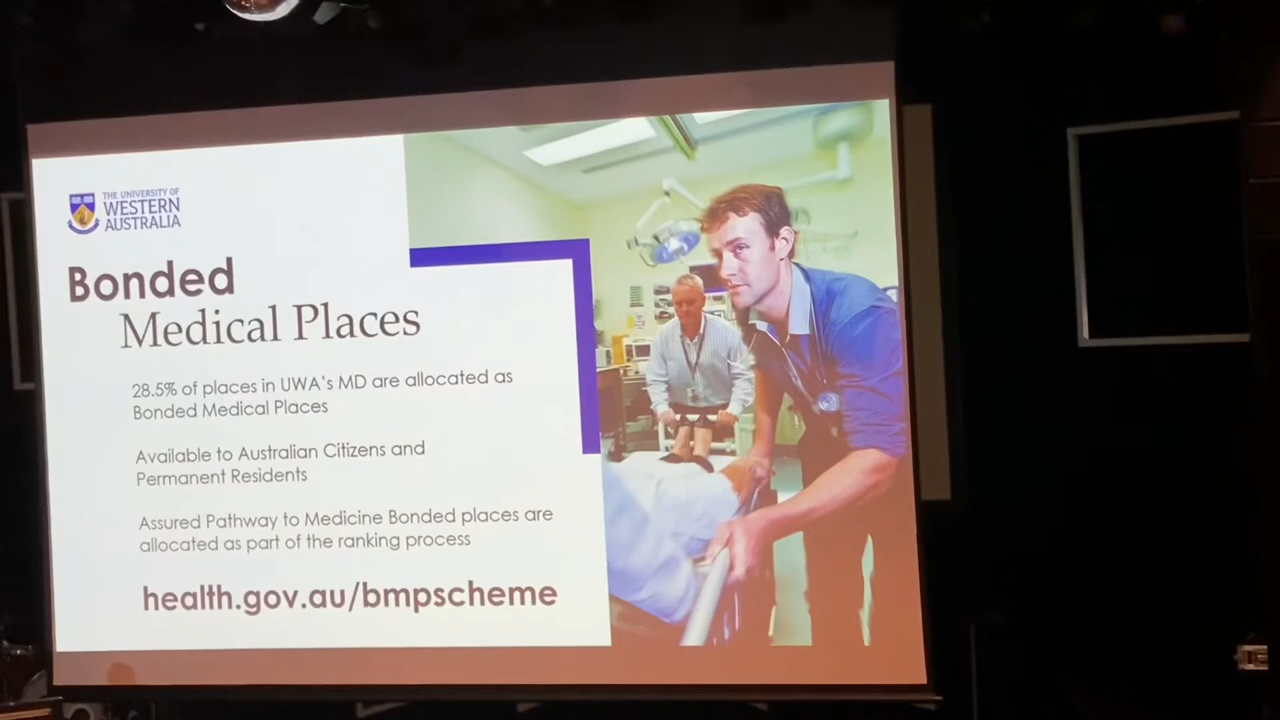 THE UNIVERSITY OF
WESTERN
AUSTRALIA
Bonded
Medical Places
28.5% of places in UWA's MD are allocated as
Bonded Medical Places
Available to Australian Citizens and
Permanent Residents
Assured Pathway to Medicine Bonded places are
allocated as part of the ranking process
health.gov.au/bmpscheme